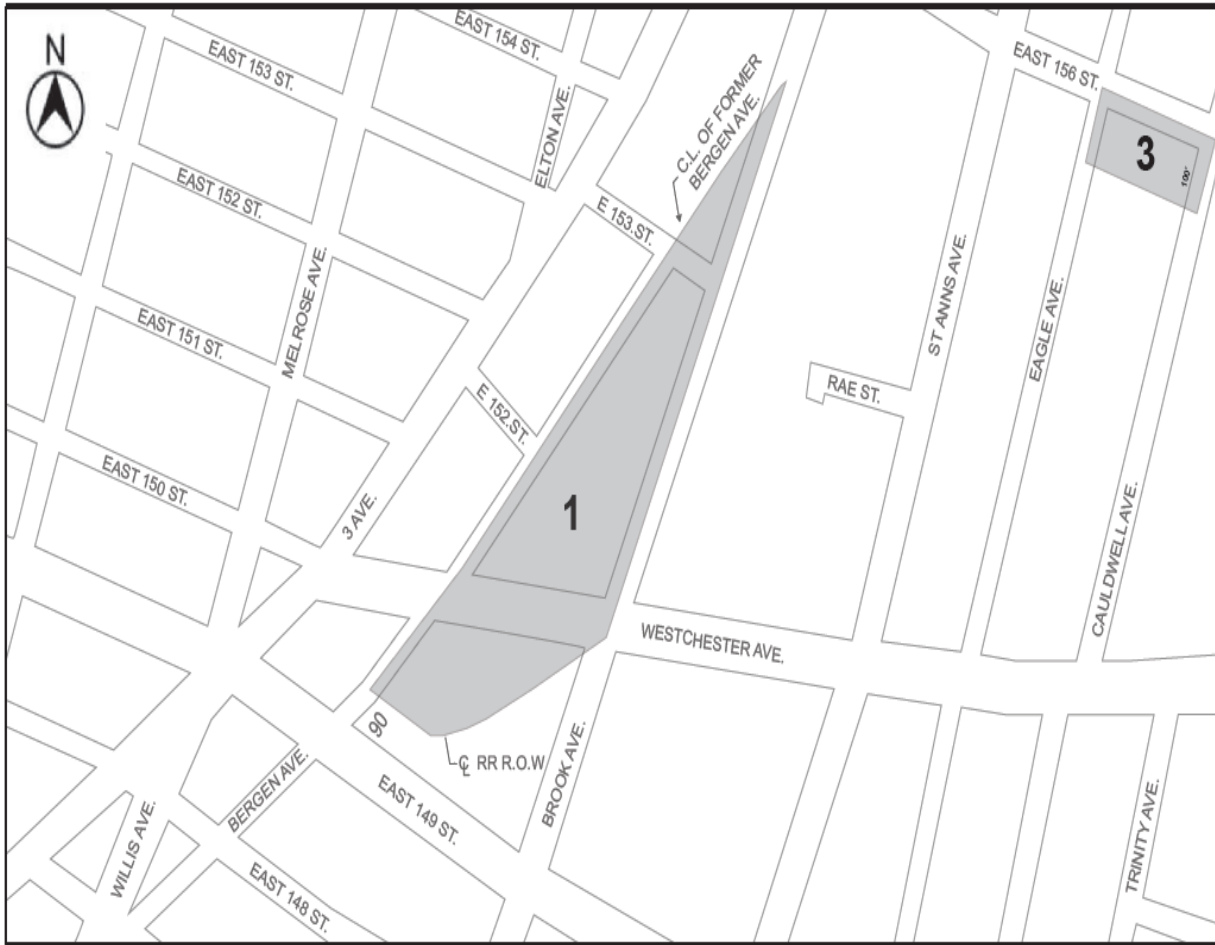 N
EAST 153 ST.
EAST 154 ST.
ELTON AVE.
C.L. OF FORMER
BERGEN AVE.
EAST 156 ST.
3
100'
EAST 152 ST.
E 153.ST.
MELROSE AVE.
ST ANNS AVE.
EAGLE AVE.
EAST 151 ST.
RAE ST.
E 152.ST.
EAST 150 ST.
3 AVE.
1
CAULDWELL AVE.
WESTCHESTER AVE.
90
C L RR R.O.W
BROOK AVE.
BERGEN AVE.
EAST 149 ST.
WILLIS AVE.
EAST 148 ST.
TRINITY AVE.